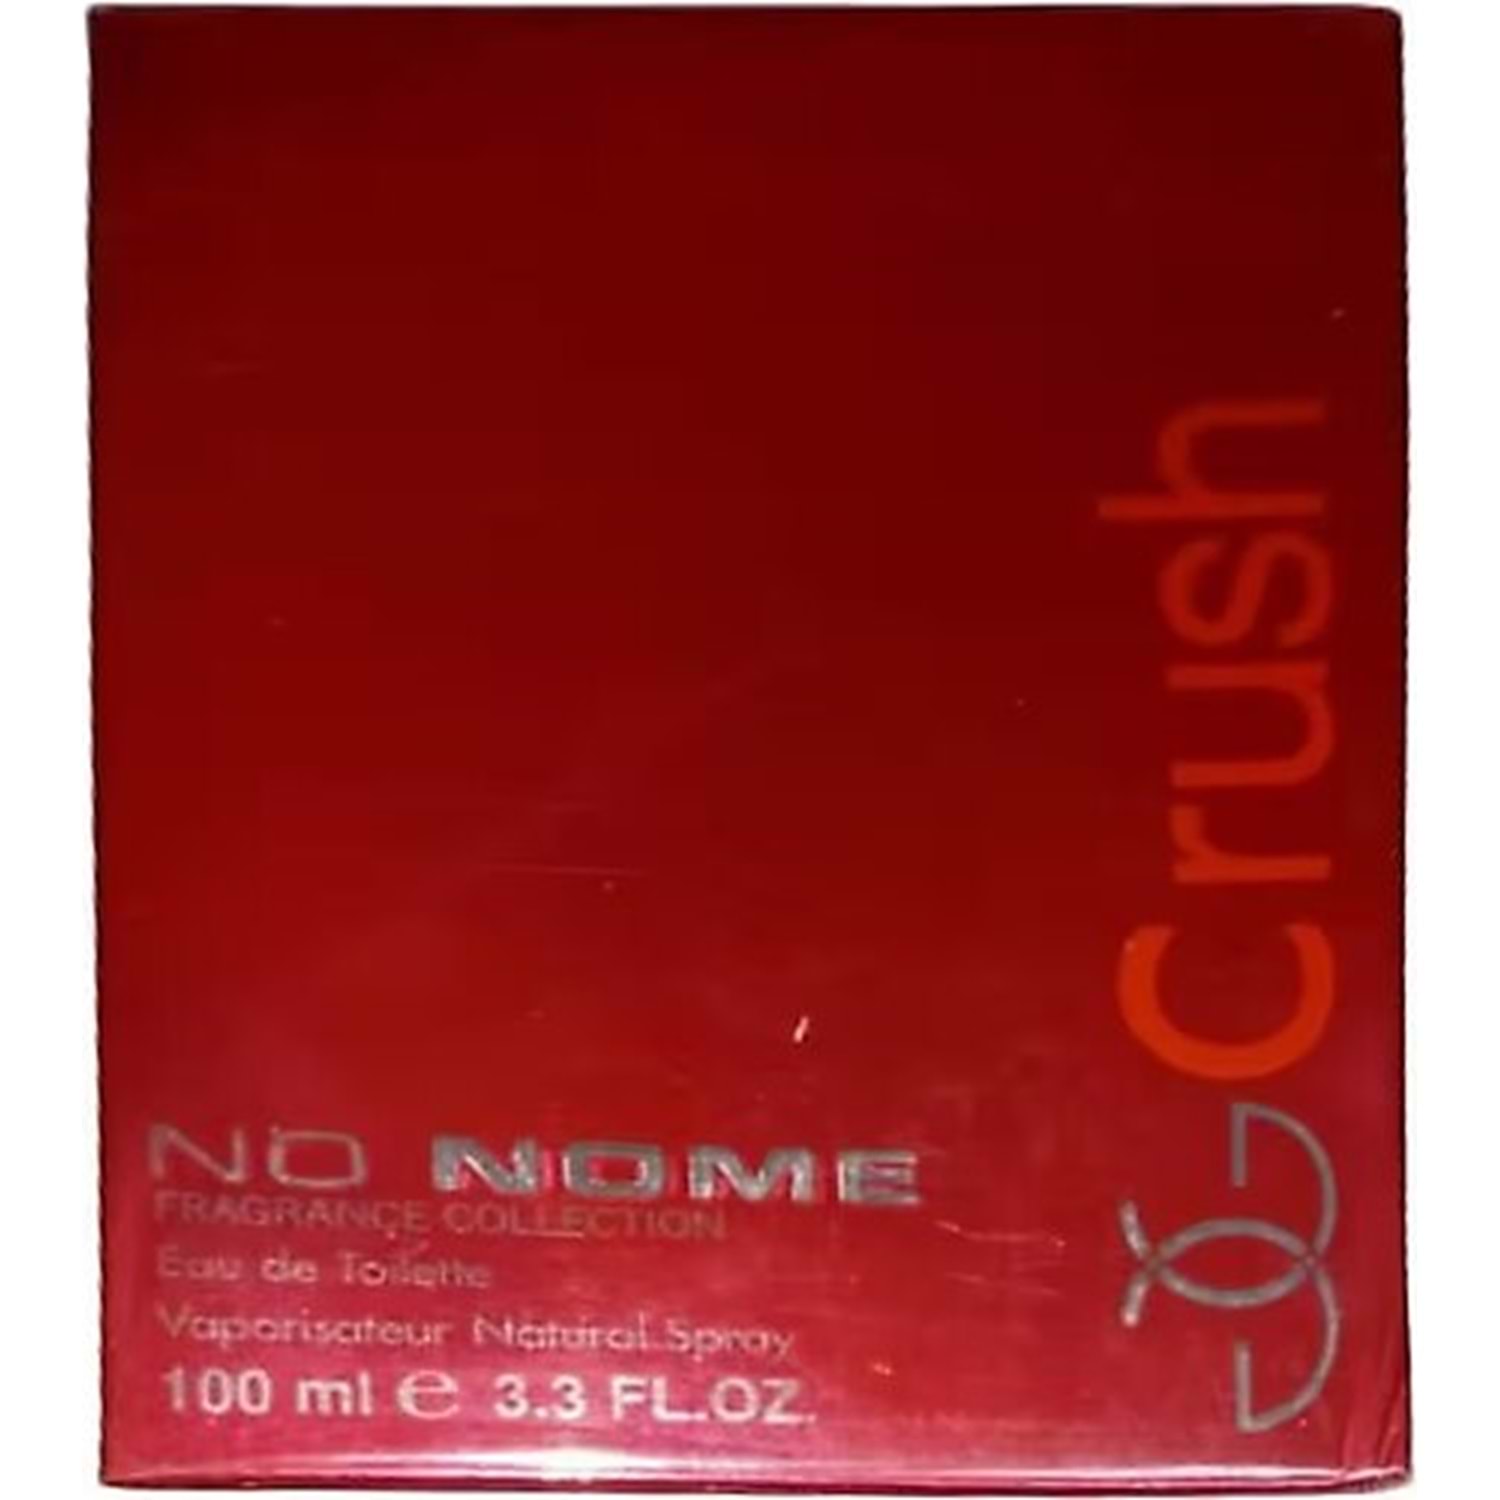 Crush
NO NOME
FRAGRANCE COLLECTION
Eau de Toilette
Vaporisateur Natural Spray
100 ml e 3.3 FL.OZ.